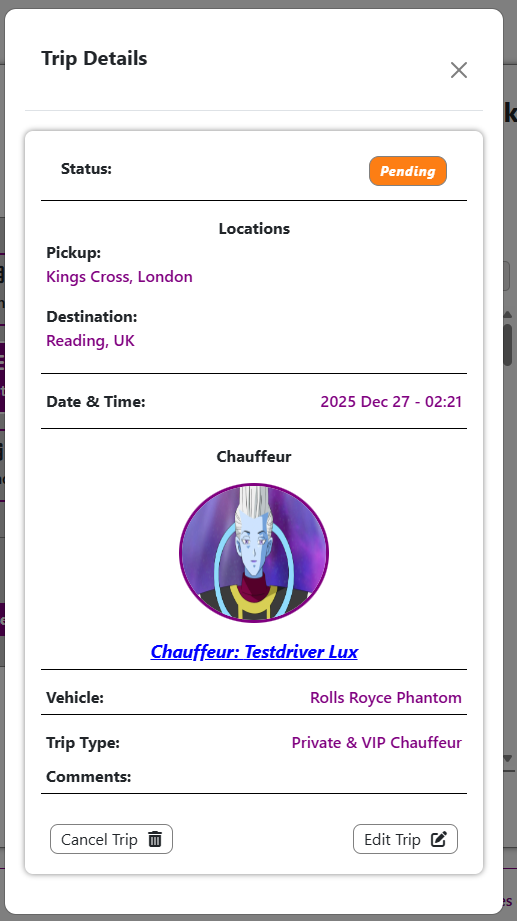 Trip Details
Status:
Pending
Locations
Pickup:
Kings Cross, London
Destination:
Reading, UK
Date & Time:
2025 Dec 27 - 02:21
Chauffeur
Chauffeur: Testdriver Lux
Vehicle:
Rolls Royce Phantom
Trip Type:
Private & VIP Chauffeur
Comments:
Cancel Trip
Edit Trip